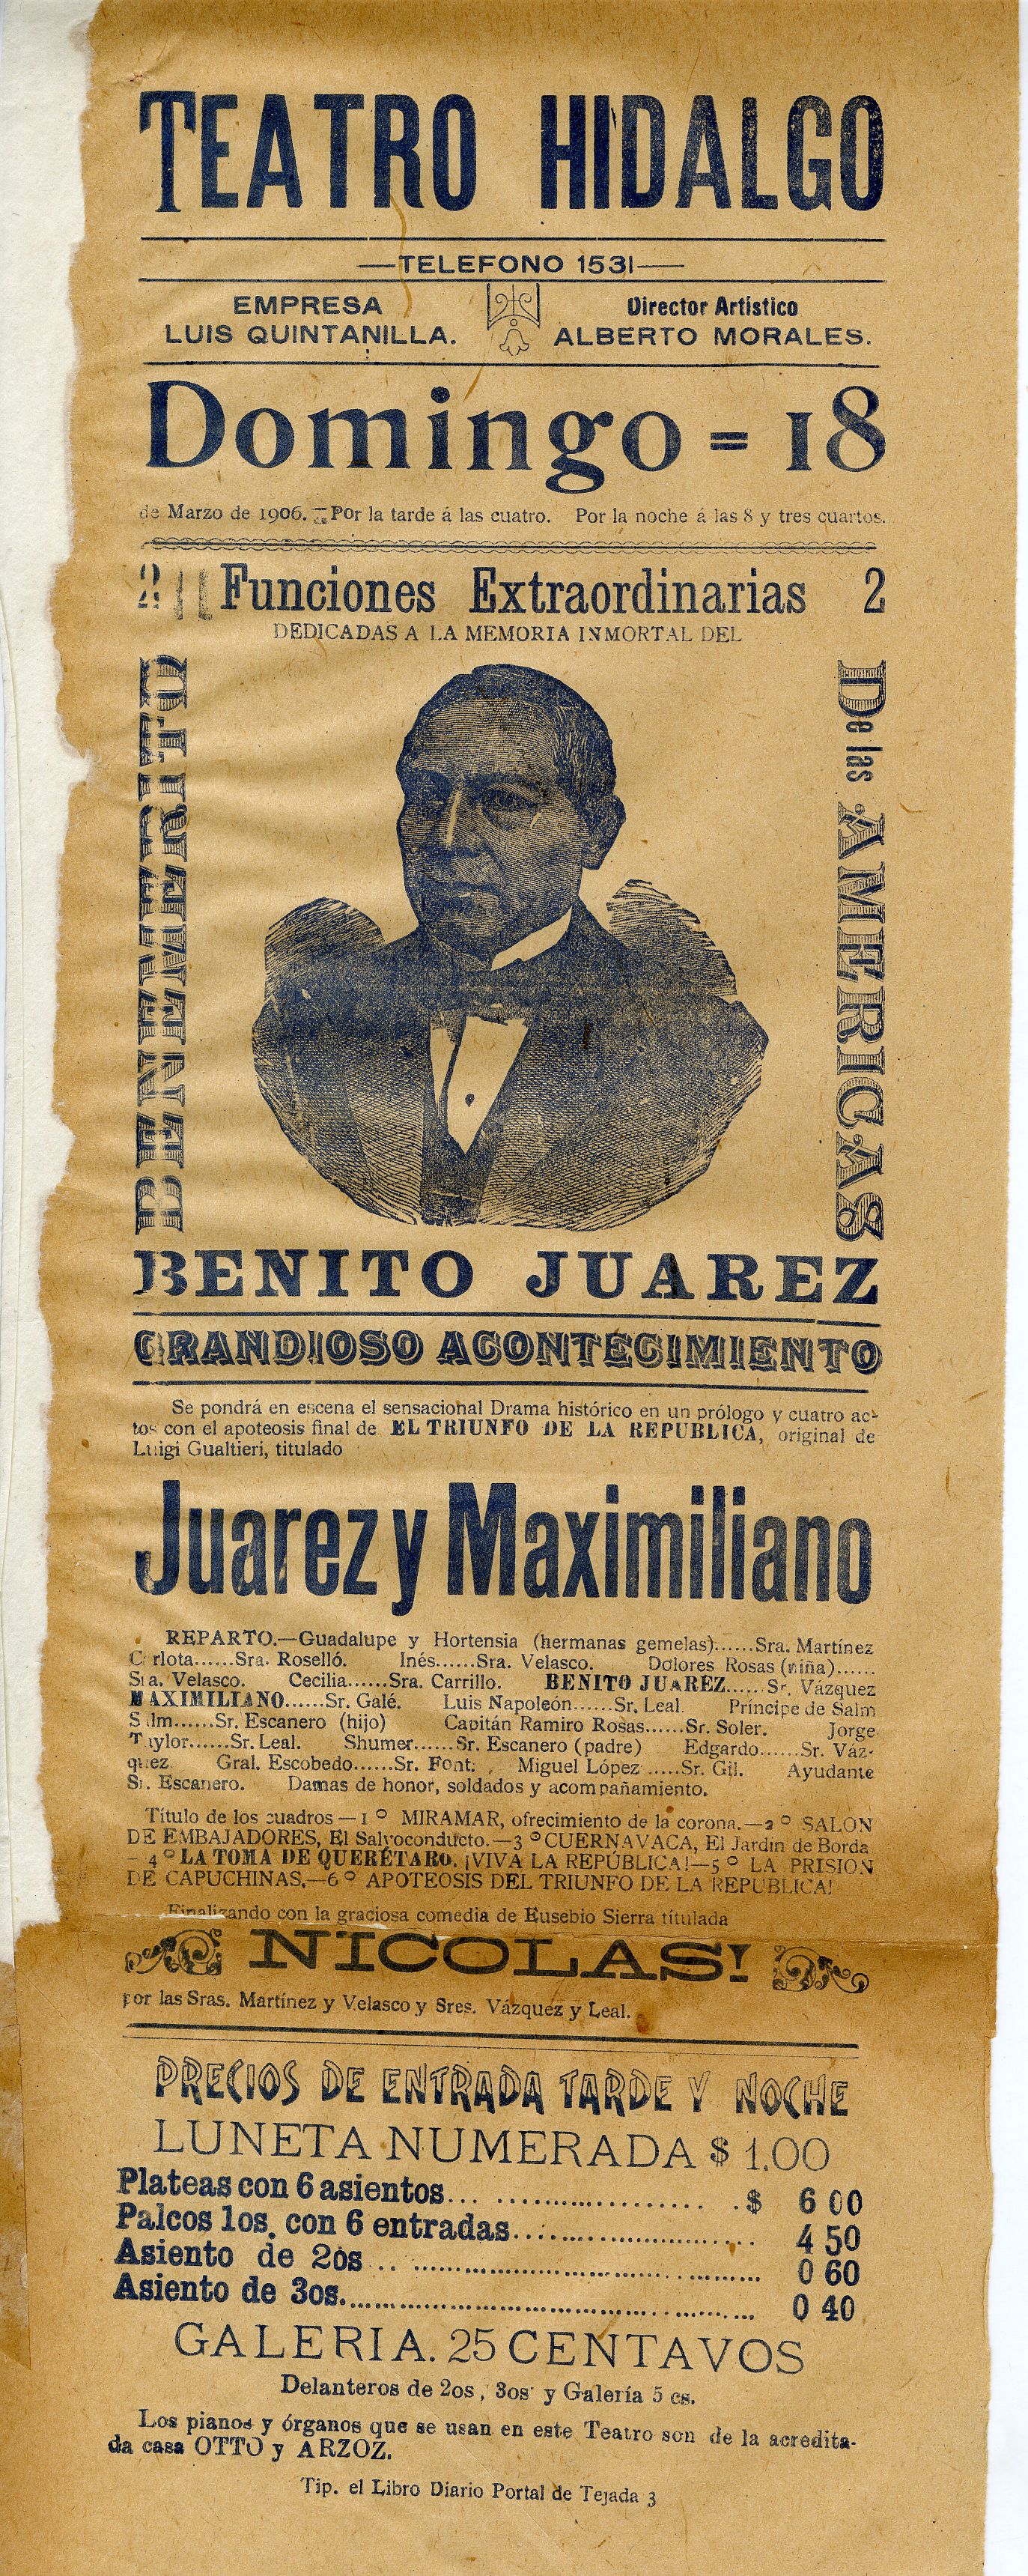 TEATRO HIDALGO
—TELEFONO 1531—
EMPRESA
LUIS QUINTANILLA.
Director Artístico
ALBERTO MORALES.
Domingo = 18
de Marzo de 1906. — Por la tarde á las cuatro. Por la noche á las 8 y tres cuartos.
2 Funciones Extraordinarias 2
DEDICADAS A LA MEMORIA INMORTAL DEL
BENEMERITO
De las AMERICAS
BENITO JUAREZ
GRANDIOSO ACONTECIMIENTO
Se pondrá en escena el sensacional Drama histórico en un prólogo y cuatro ac-
tos con el apoteosis final de EL TRIUNFO DE LA REPUBLICA, original de
Luigi Gualtieri, titulado
Juarez y Maximiliano
REPARTO.—Guadalupe y Hortensia (hermanas gemelas)......Sra. Martínez
Carlota......Sra. Roselló. Inés......Sra. Velasco. Dolores Rosas (niña)......
Sra. Velasco. Cecilia......Sra. Carrillo. BENITO JUAREZ......Sr. Vázquez
MAXIMILIANO......Sr. Galé. Luis Napoleón......Sr. Leal. Príncipe de Salm
Salm......Sr. Escanero (hijo) Capitán Ramiro Rosas......Sr. Soler. Jorge
Taylor......Sr. Leal. Shumer......Sr. Escanero (padre) Edgardo......Sr. Váz-
quez. Gral. Escobedo......Sr. Font. Miguel López.....Sr. Gil. Ayudante
Sr. Escanero. Damas de honor, soldados y acompañamiento.
Título de los cuadros—1° MIRAMAR, ofrecimiento de la corona.—2° SALON
DE EMBAJADORES, El Salvoconducto.—3° CUERNAVACA, El Jardin de Borda
—4° LA TOMA DE QUERÉTARO. ¡VIVA LA REPÚBLICA!—5° LA PRISION
DE CAPUCHINAS.—6° APOTEOSIS DEL TRIUNFO DE LA REPUBLICA!
Finalizando con la graciosa comedia de Eusebio Sierra titulada
NICOLAS!
por las Sras. Martínez y Velasco y Sres. Vázquez y Leal.
PRECIOS DE ENTRADA TARDE Y NOCHE
LUNETA NUMERADA $ 1.00
Plateas con 6 asientos... .................... .$ 6 00
Palcos 1os. con 6 entradas......................... 4 50
Asiento de 2os .. ........................................ 0 60
Asiento de 3os............................................. 0 40
GALERIA. 25 CENTAVOS
Delanteros de 2os, 3os y Galería 5 cs.
Los pianos y órganos que se usan en este Teatro son de la acredita-
da casa OTTO y ARZOZ.
Tip. el Libro Diario Portal de Tejada 3